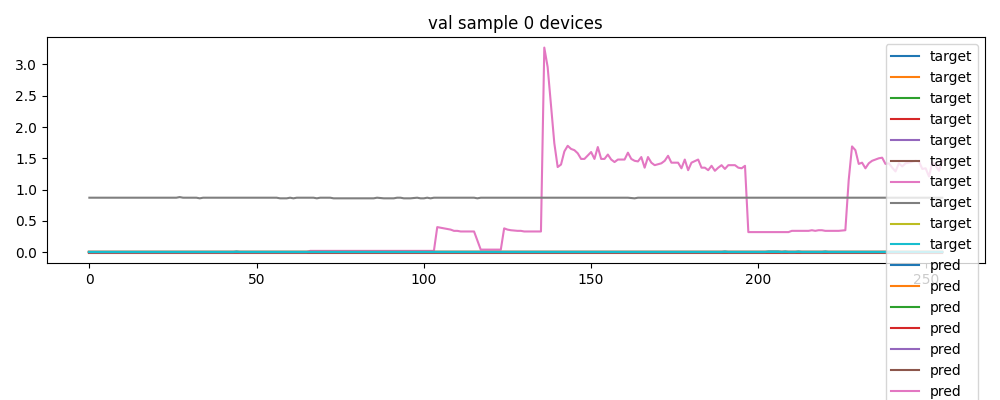 val sample 0 devices
3.0
2.5
2.0
1.5
1.0
0.5
0.0
0
50
100
150
200
250
target
target
target
target
target
target
target
target
target
target
pred
pred
pred
pred
pred
pred
pred